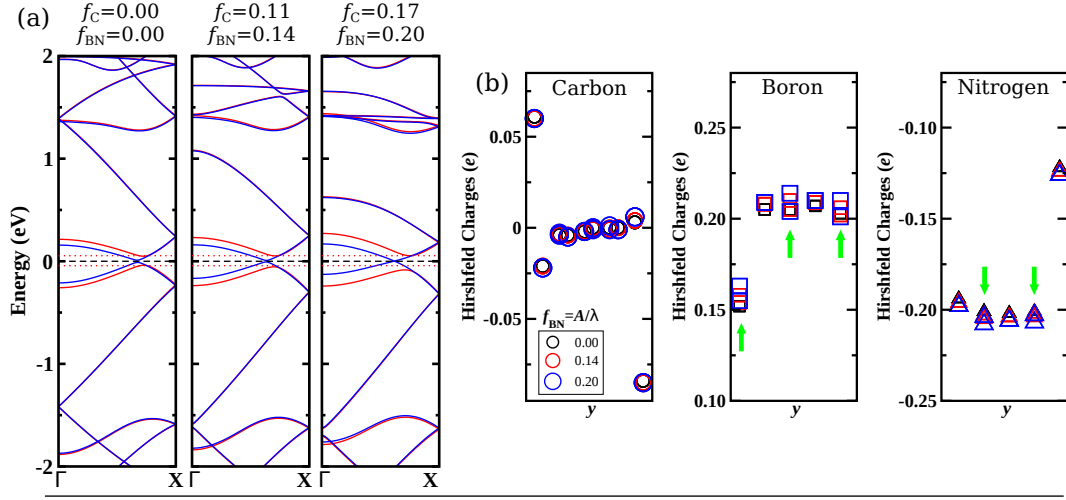 (a)
f_C=0.00 f_C=0.11 f_C=0.17
f_BN=0.00 f_BN=0.14 f_BN=0.20
Energy (eV)
2
1
0
-1
-2
Γ X Γ X Γ X
(b)
Carbon
Hirshfeld Charges (e)
0.05
0
-0.05
f_BN=A/λ
0.00
0.14
0.20
y
Boron
Hirshfeld Charges (e)
0.25
0.20
0.15
0.10
y
Nitrogen
Hirshfeld Charges (e)
-0.10
-0.15
-0.20
-0.25
y